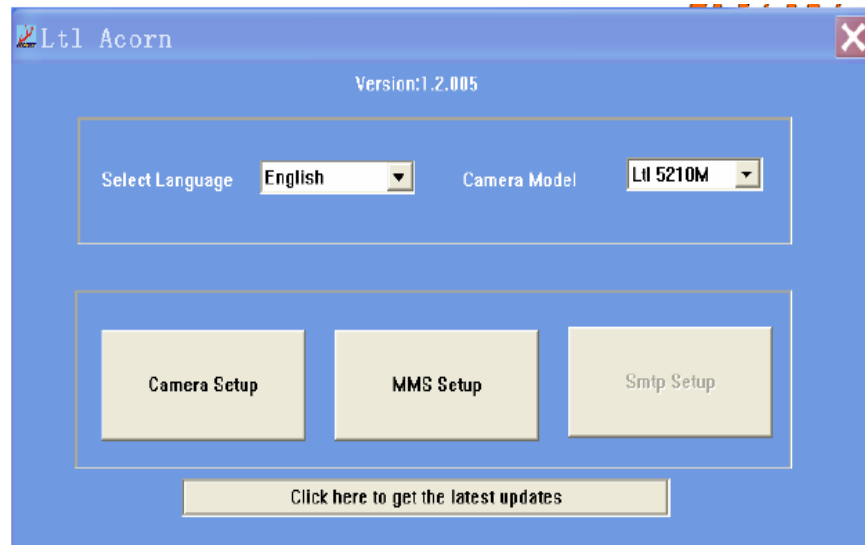 Ltl Acorn
Version:1.2.005
Select Language English Camera Model Ltl 5210M
Camera Setup MMS Setup Smtp Setup
Click here to get the latest updates